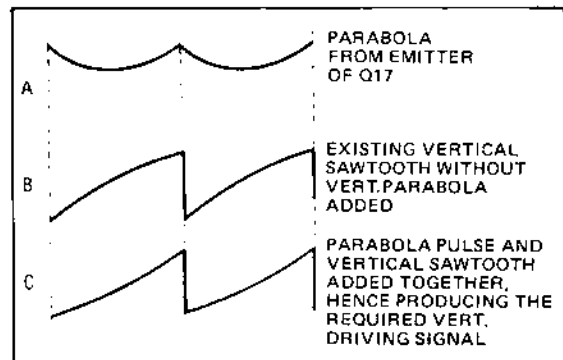 A
PARABOLA
FROM EMITTER
OF Q17
B
EXISTING VERTICAL
SAWTOOTH WITHOUT
VERT.PARABOLA
ADDED
C
PARABOLA PULSE AND
VERTICAL SAWTOOTH
ADDED TOGETHER,
HENCE PRODUCING THE
REQUIRED VERT.
DRIVING SIGNAL